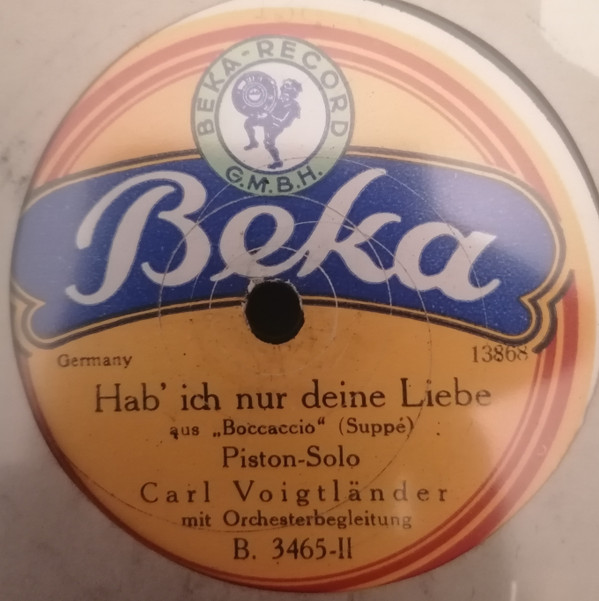 BEKA-RECORD
G.M.B.H.
Beka
Germany
13868
Hab' ich nur deine Liebe
aus „Boccaccio“ (Suppé)
Piston-Solo
Carl Voigtländer
mit Orchesterbegleitung
B. 3465-II